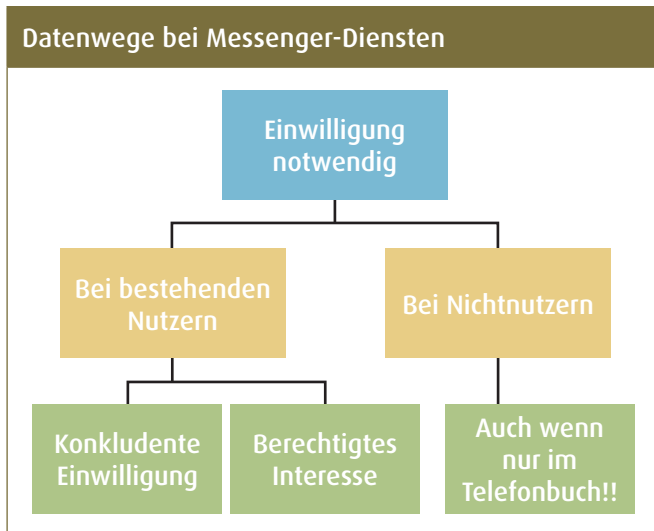 Datenwege bei Messenger-Diensten
Einwilligung
notwendig
Bei bestehenden
Nutzern
Bei Nichtnutzern
Konkludente
Einwilligung
Berechtigtes
Interesse
Auch wenn
nur im
Telefonbuch!!